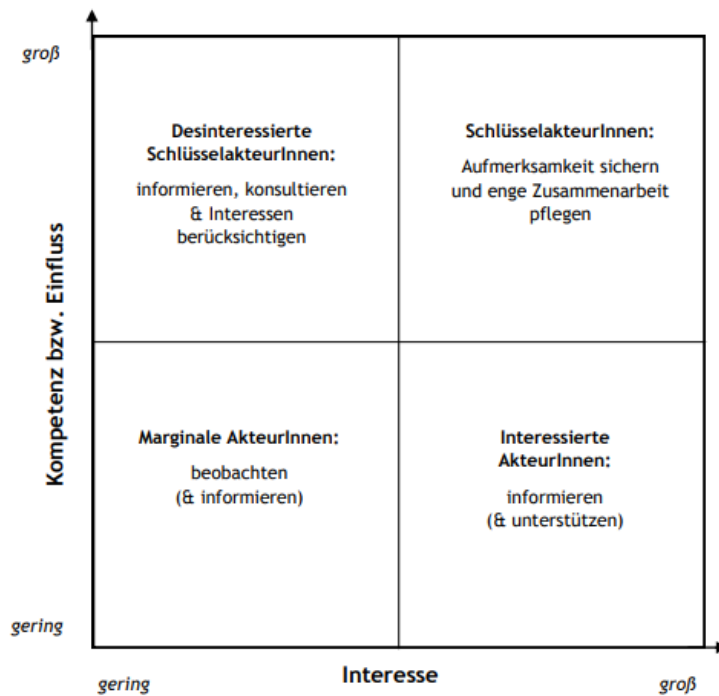 groß
Desinteressierte
SchlüsselakteurInnen:
informieren, konsultieren
& Interessen
berücksichtigen
SchlüsselakteurInnen:
Aufmerksamkeit sichern
und enge Zusammenarbeit
pflegen
Kompetenz bzw. Einfluss
Marginale AkteurInnen:
beobachten
(& informieren)
Interessierte
AkteurInnen:
informieren
(& unterstützen)
gering
gering
Interesse
groß